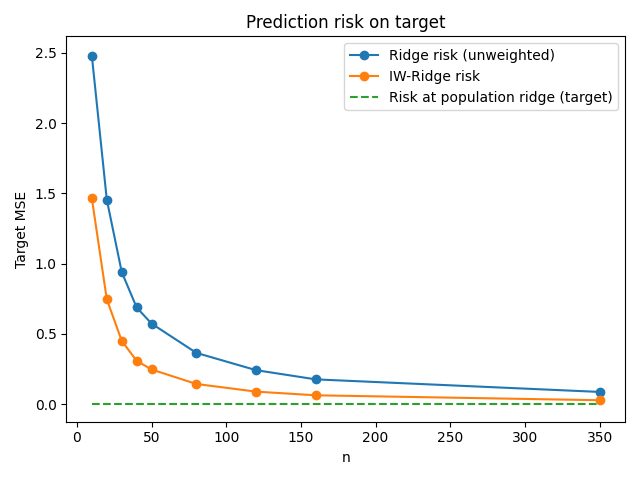 Prediction risk on target
Ridge risk (unweighted)
IW-Ridge risk
Risk at population ridge (target)
Target MSE
2.5
2.0
1.5
1.0
0.5
0.0
0 50 100 150 200 250 300 350
n